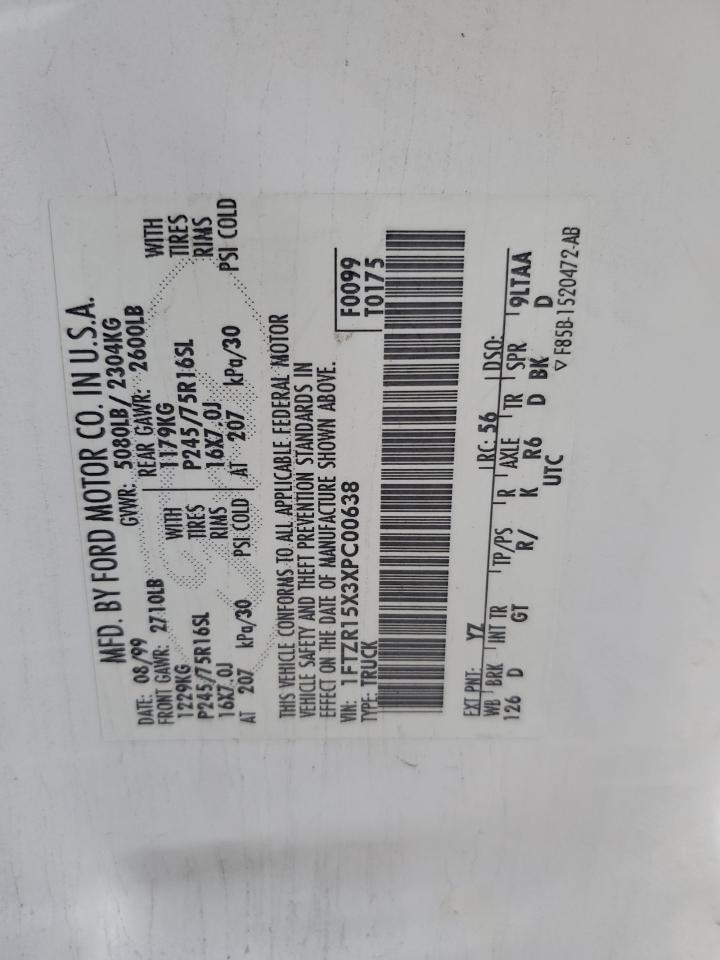 MFD. BY FORD MOTOR CO. IN U.S.A.
DATE: 08/99 GVWR: 5080LB/ 2304KG
FRONT GAWR: 2710LB REAR GAWR: 2600LB
1229KG WITH 1179KG WITH
P245/75R16SL TIRES P245/75R16SL TIRES
16X7.0J RIMS 16X7.0J RIMS
AT 207 kPa/30 PSI COLD AT 207 kPa/30 PSI COLD
THIS VEHICLE CONFORMS TO ALL APPLICABLE FEDERAL MOTOR
VEHICLE SAFETY AND THEFT PREVENTION STANDARDS IN
EFFECT ON THE DATE OF MANUFACTURE SHOWN ABOVE.
VIN: 1FTZR15X3XPC00638 F0099
TYPE: TRUCK T0175
EXT PNT: YZ RC: 56 DSO:
WB BRK INT TR TP/PS R AXLE TR SPR 9LTAA
126 D GT R/ K R6 D BK D
UTC ▽ F85B-1520472-AB